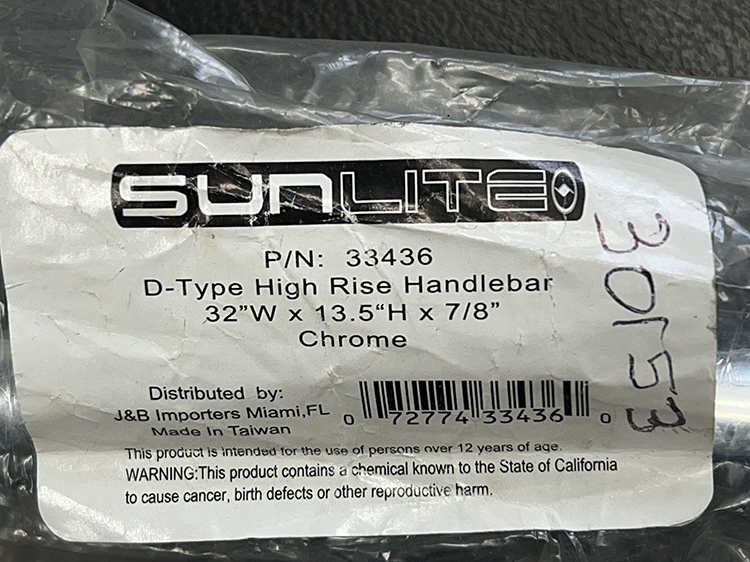 SUNLITE
P/N: 33436
D-Type High Rise Handlebar
32”W x 13.5“H x 7/8”
Chrome
30153
Distributed by:
J&B Importers Miami,FL
Made In Taiwan
0 72774 33436 0
This product is intended for the use of persons over 12 years of age.
WARNING:This product contains a chemical known to the State of California
to cause cancer, birth defects or other reproductive harm.